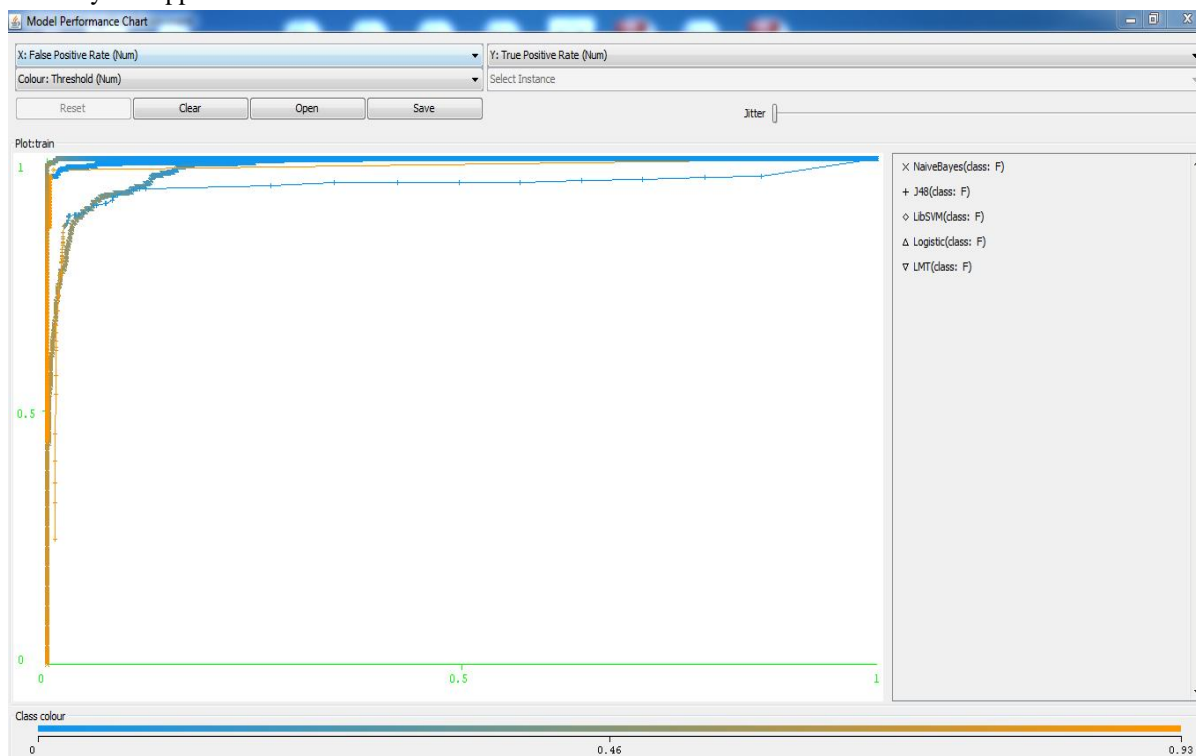 Model Performance Chart
X: False Positive Rate (Num)
Y: True Positive Rate (Num)
Colour: Threshold (Num)
Select Instance
Reset
Clear
Open
Save
Jitter
Plot:train
1
0.5
0
0
0.5
1
× NaiveBayes(class: F)
+ J48(class: F)
◇ LibSVM(class: F)
△ Logistic(class: F)
▽ LMT(class: F)
Class colour
0
0.46
0.93